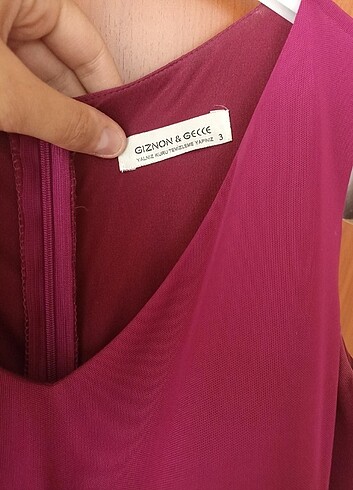 GIZNON & GECCE
YALNIZ KURU TEMİZLEME YAPINIZ 3